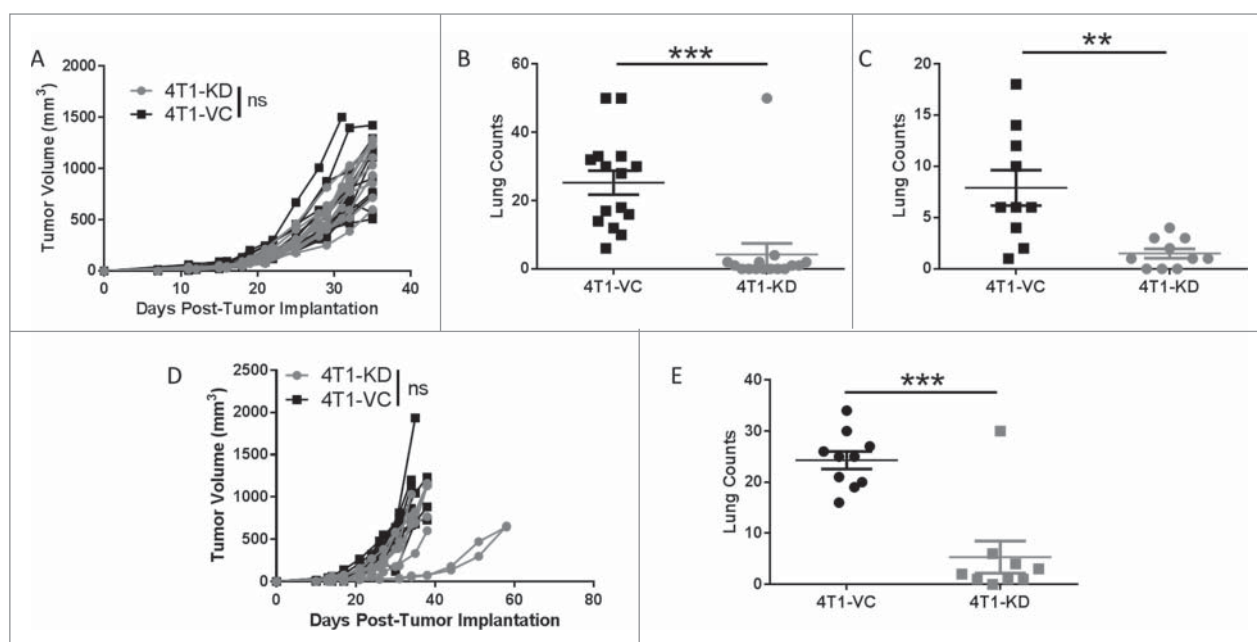 A
4T1-KD
4T1-VC
ns
Tumor Volume (mm³)
2000
1500
1000
500
0
0 10 20 30 40
Days Post-Tumor Implantation
B
***
Lung Counts
60
40
20
0
4T1-VC 4T1-KD
C
**
Lung Counts
20
15
10
5
0
4T1-VC 4T1-KD
D
4T1-KD
4T1-VC
ns
Tumor Volume (mm³)
2500
2000
1500
1000
500
0
0 20 40 60 80
Days Post-Tumor Implantation
E
***
Lung Counts
40
30
20
10
0
4T1-VC 4T1-KD